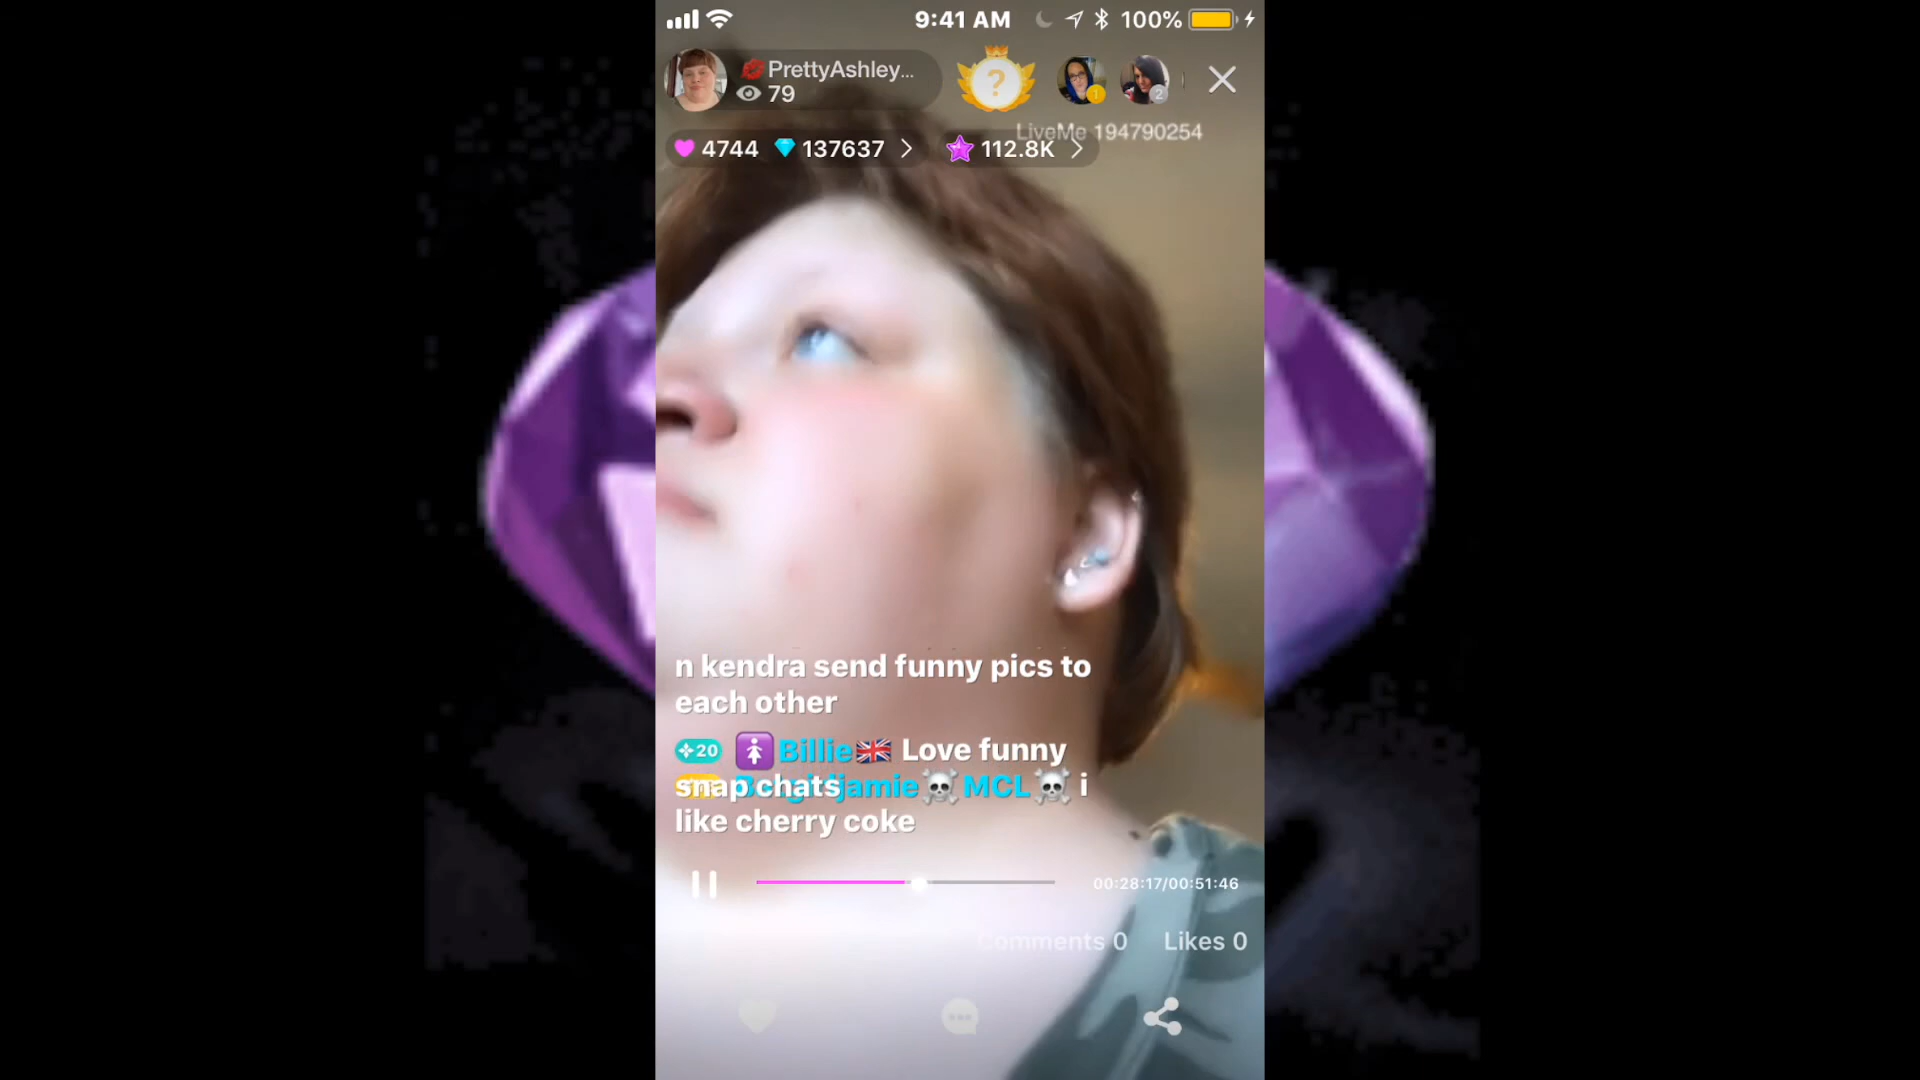 9:41 AM 100%
PrettyAshley...
79
?
1
2
LiveMe 194790254
4744 137637 112.8K
n kendra send funny pics to
each other
20 Billie Love funny
snap chats jamie MCL i
like cherry coke
00:28:17/00:51:46
Comments 0 Likes 0